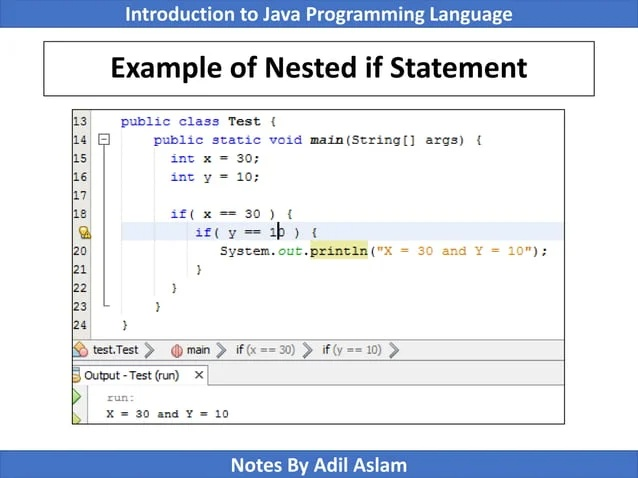 Introduction to Java Programming Language
Example of Nested if Statement
13 public class Test {
14 public static void main(String[] args) {
15 int x = 30;
16 int y = 10;
17
18 if( x == 30 ) {
if( y == 10 ) {
20 System.out.println("X = 30 and Y = 10");
21 }
22 }
23 }
24 }
test.Test main if (x == 30) if (y == 10)
Output - Test (run) X
run:
X = 30 and Y = 10
Notes By Adil Aslam